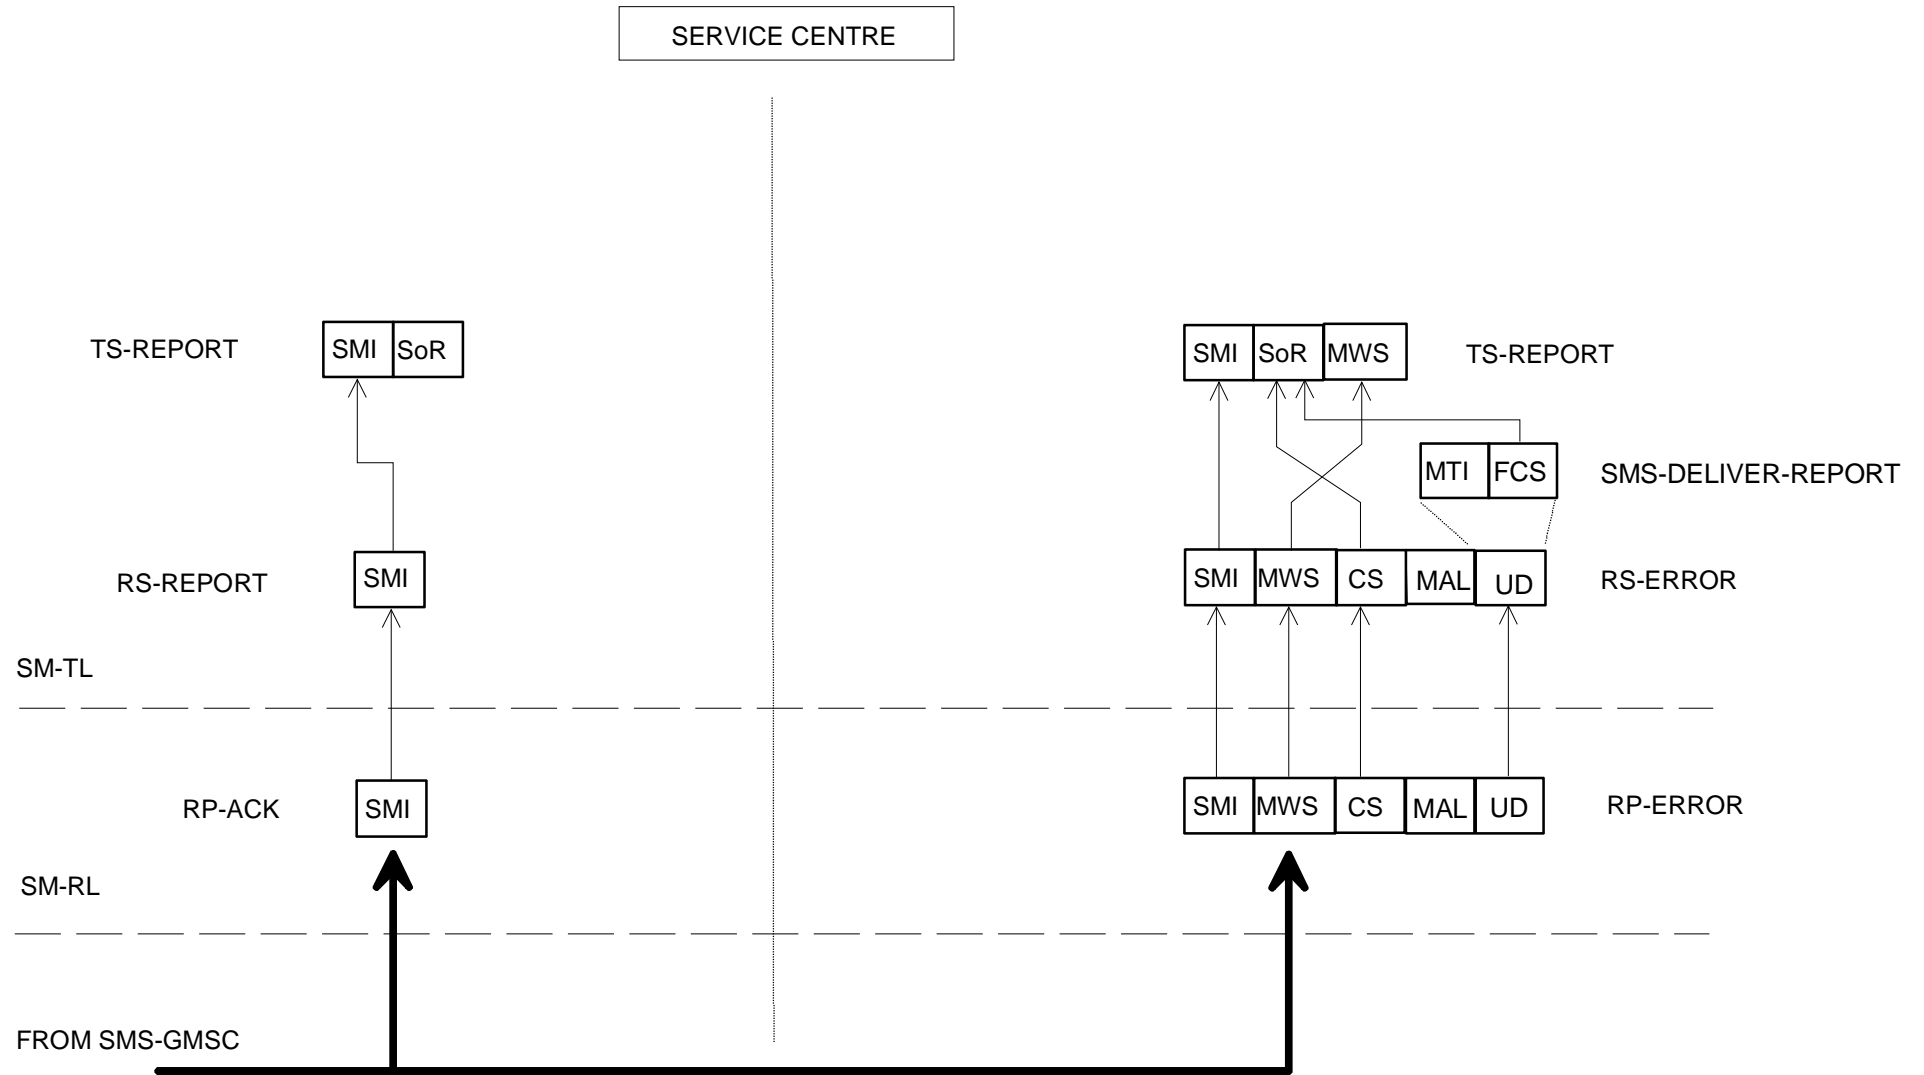 SERVICE CENTRE
TS-REPORT SMI SoR SMI SoR MWS TS-REPORT
MTI FCS SMS-DELIVER-REPORT
RS-REPORT SMI SMI MWS CS MAL UD RS-ERROR
SM-TL
RP-ACK SMI SMI MWS CS MAL UD RP-ERROR
SM-RL
FROM SMS-GMSC